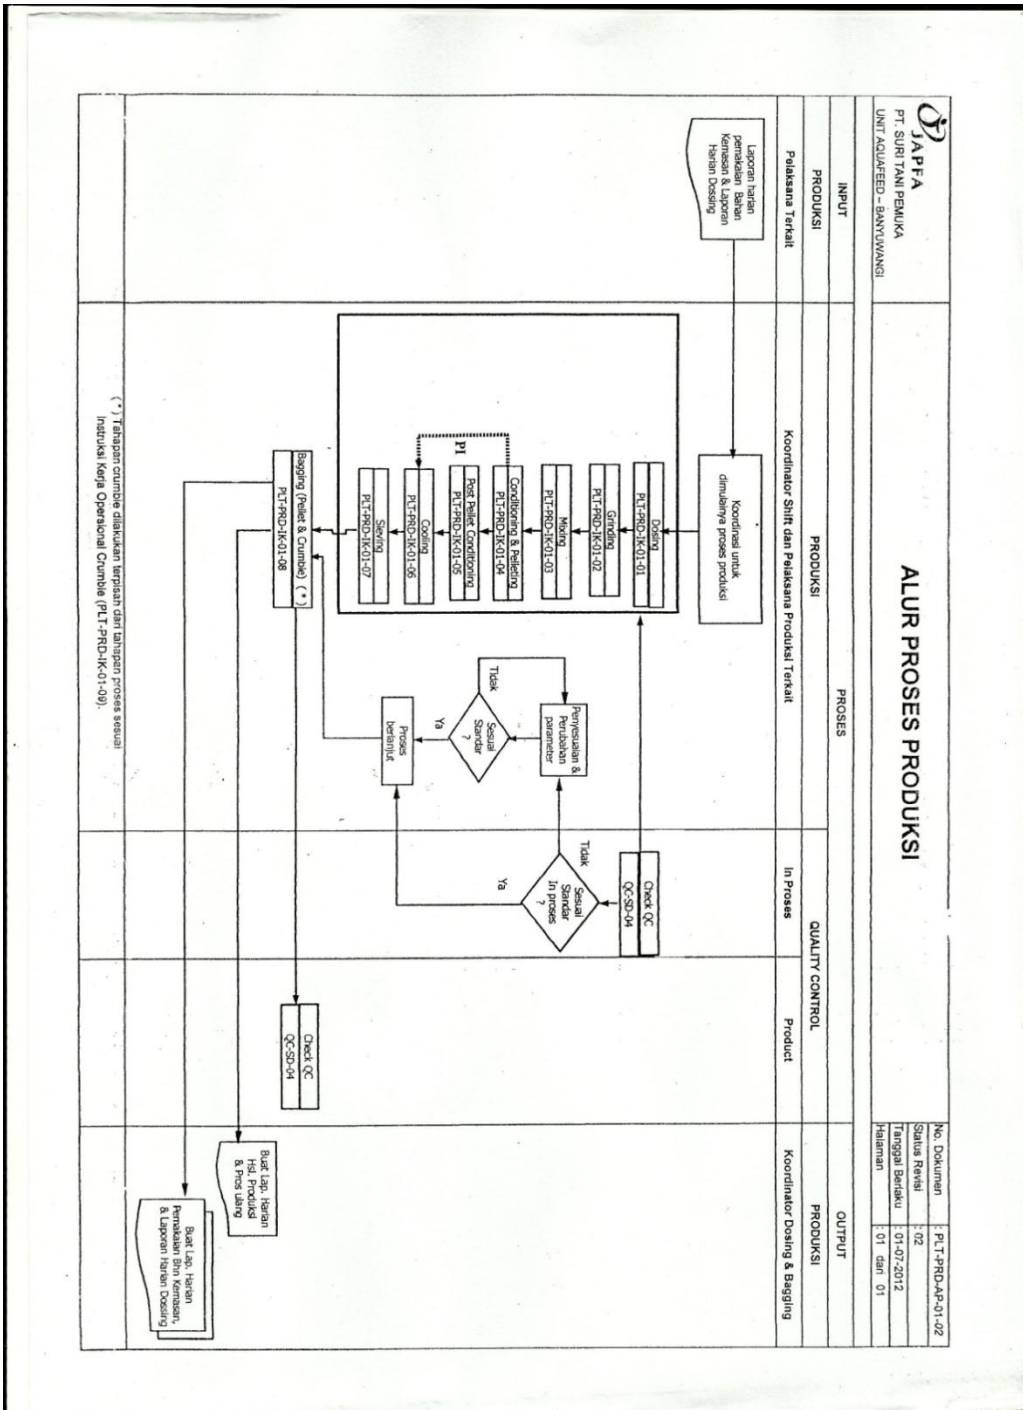 JAPFA
PT. SURI TANI PEMUKA
UNIT AQUAFEED – BANYUWANGI
ALUR PROSES PRODUKSI
No. Dokumen : PLT-PRD-AP-01-02
Status Revisi : 02
Tanggal Berlaku : 01-07-2012
Halaman : 01 dari 01
INPUT
PROSES
OUTPUT
PRODUKSI
PRODUKSI
QUALITY CONTROL
PRODUKSI
Pelaksana Terkait
Koordinator Shift dan Pelaksana Produksi Terkait
In Proses
Product
Koordinator Dosing & Bagging
Laporan harian
pemakaian Bahan
Kemasan & Laporan
Harian Dossing
Koordinasi untuk
dimulainya proses produksi
Dosing
PLT-PRD-IK-01-01
Grinding
PLT-PRD-IK-01-02
Mixing
PLT-PRD-IK-01-03
Conditioning & Pelleting
PLT-PRD-IK-01-04
PI
Post Pellet Conditioning
PLT-PRD-IK-01-05
Cooling
PLT-PRD-IK-01-06
Sieving
PLT-PRD-IK-01-07
Bagging (Pellet & Crumble) (*)
PLT-PRD-IK-01-08
Check QC
QC-SD-04
Sesuai
Standar
In proses
?
Tidak
Ya
Penyesuaian &
Perubahan
parameter
Sesuai
Standar
?
Tidak
Ya
Proses
berlanjut
Check QC
QC-SD-04
Buat Lap. Harian
Hsl. Produksi
& Pros ulang
Buat Lap. Harian
Pemakaian Bhn Kemasan,
& Laporan Harian Dossing
(*) Tahapan crumble dilakukan terpisah dari tahapan proses sesuai
Instruksi Kerja Opersional Crumble (PLT-PRD-IK-01-09).